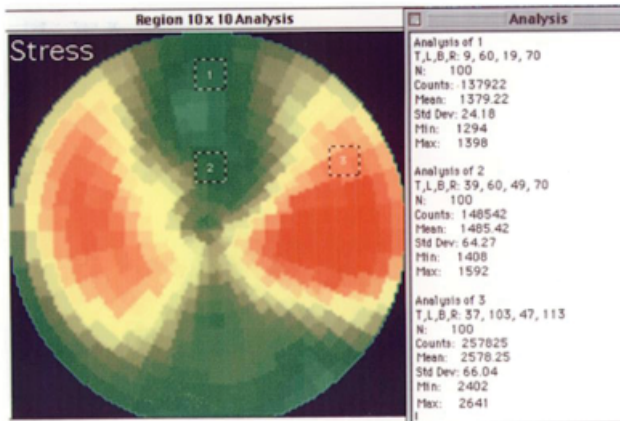 Region 10 x 10 Analysis
Stress
1
2
3
Analysis
Analysis of 1
T,L,B,R: 9, 60, 19, 70
N: 100
Counts: 137922
Mean: 1379.22
Std Dev: 24.18
Min: 1294
Max: 1398
Analysis of 2
T,L,B,R: 39, 60, 49, 70
N: 100
Counts: 148542
Mean: 1485.42
Std Dev: 64.27
Min: 1408
Max: 1592
Analysis of 3
T,L,B,R: 37, 103, 47, 113
N: 100
Counts: 257825
Mean: 2578.25
Std Dev: 66.04
Min: 2402
Max: 2641